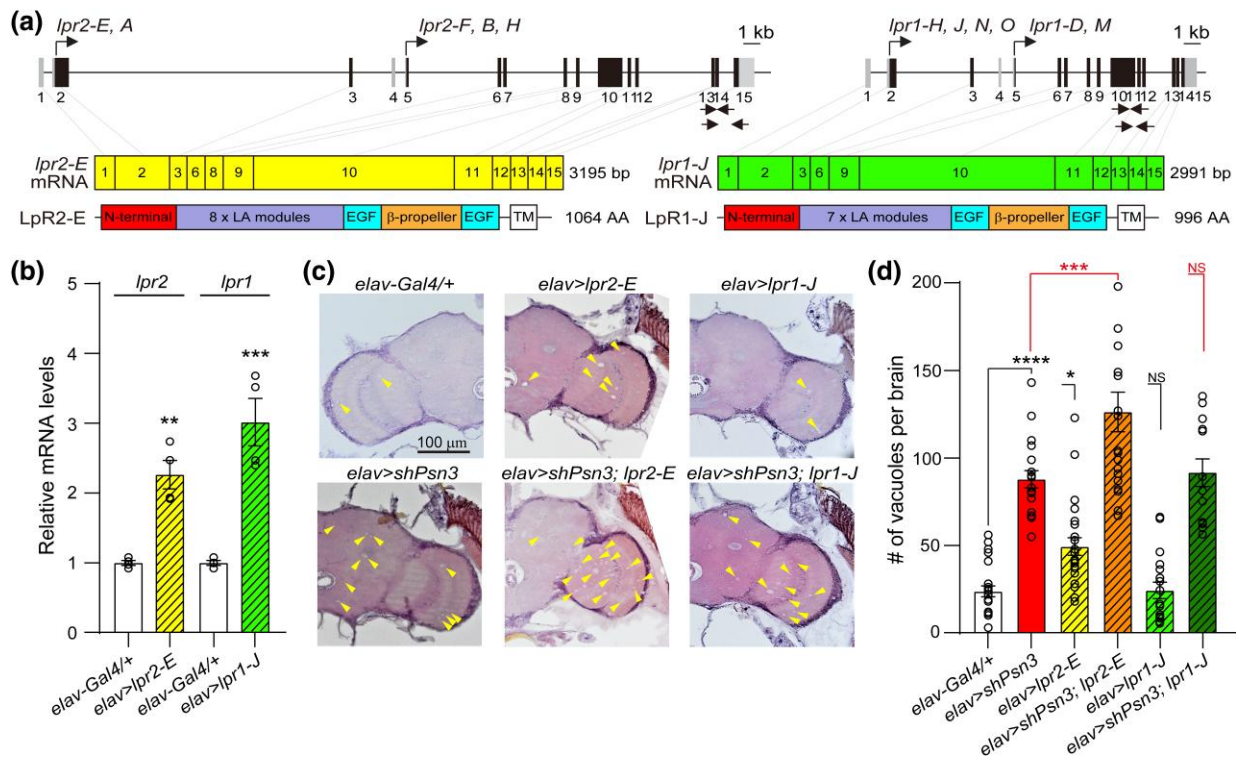 (a)
lpr2-E, A
lpr2-F, B, H
1 kb
lpr1-H, J, N, O
lpr1-D, M
1 kb
1 2 3 4 5 6 7 8 9 10 11 12 13 14 15
1 2 3 4 5 6 7 8 9 10 11 12 13 14 15
lpr2-E
mRNA
1 2 3 6 8 9 10 11 12 13 14 15
3195 bp
lpr1-J
mRNA
1 2 3 6 9 10 11 12 13 14 15
2991 bp
LpR2-E
N-terminal 8 x LA modules EGF β-propeller EGF TM
1064 AA
LpR1-J
N-terminal 7 x LA modules EGF β-propeller EGF TM
996 AA
(b)
Relative mRNA levels
5
4
3
2
1
0
lpr2
lpr1
**
***
elav-Gal4/+
elav>lpr2-E
elav-Gal4/+
elav>lpr1-J
(c)
elav-Gal4/+
elav>lpr2-E
elav>lpr1-J
100 μm
elav>shPsn3
elav>shPsn3; lpr2-E
elav>shPsn3; lpr1-J
(d)
# of vacuoles per brain
200
150
100
50
0
****
*
***
NS
NS
elav-Gal4/+
elav>shPsn3
elav>lpr2-E
elav>shPsn3; lpr2-E
elav>lpr1-J
elav>shPsn3; lpr1-J